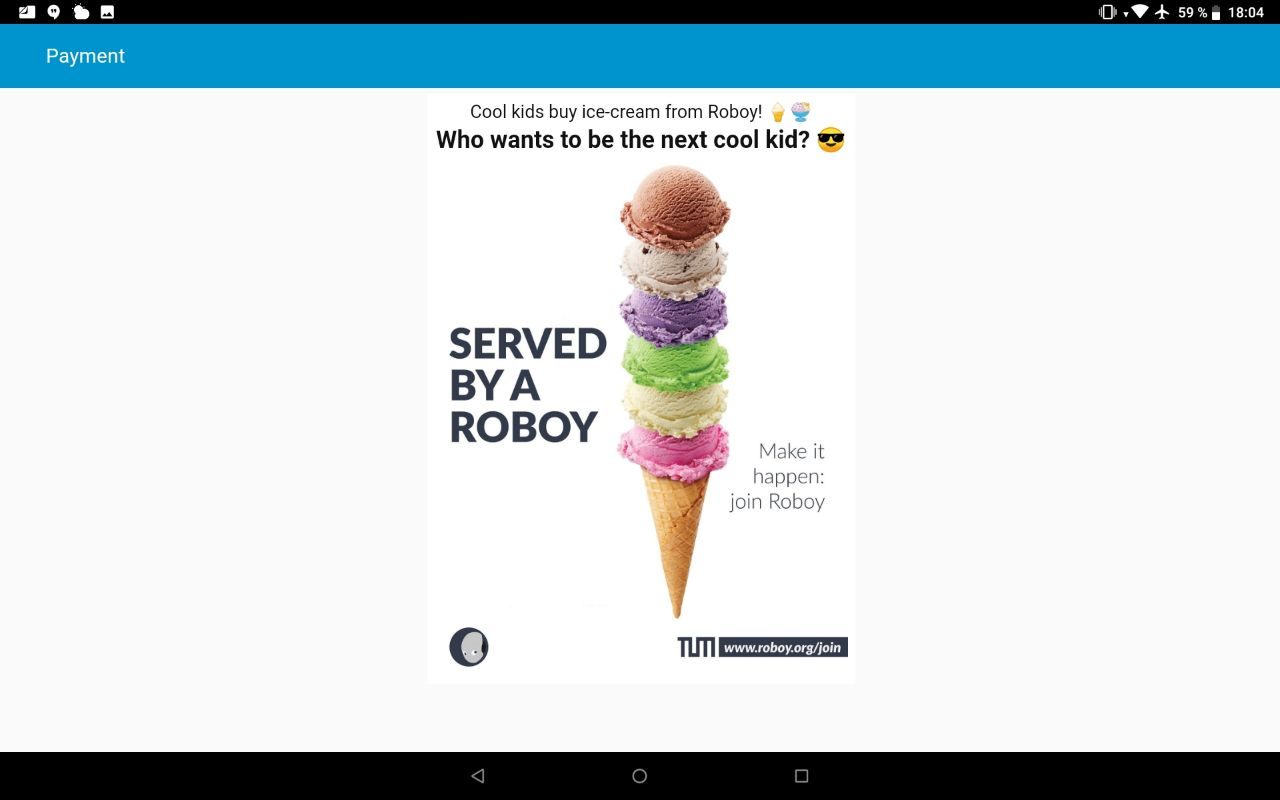 59 % 18:04
Payment
Cool kids buy ice-cream from Roboy! 🍦🍧
Who wants to be the next cool kid? 😎
SERVED
BY A
ROBOY
Make it
happen:
join Roboy
TUM www.roboy.org/join